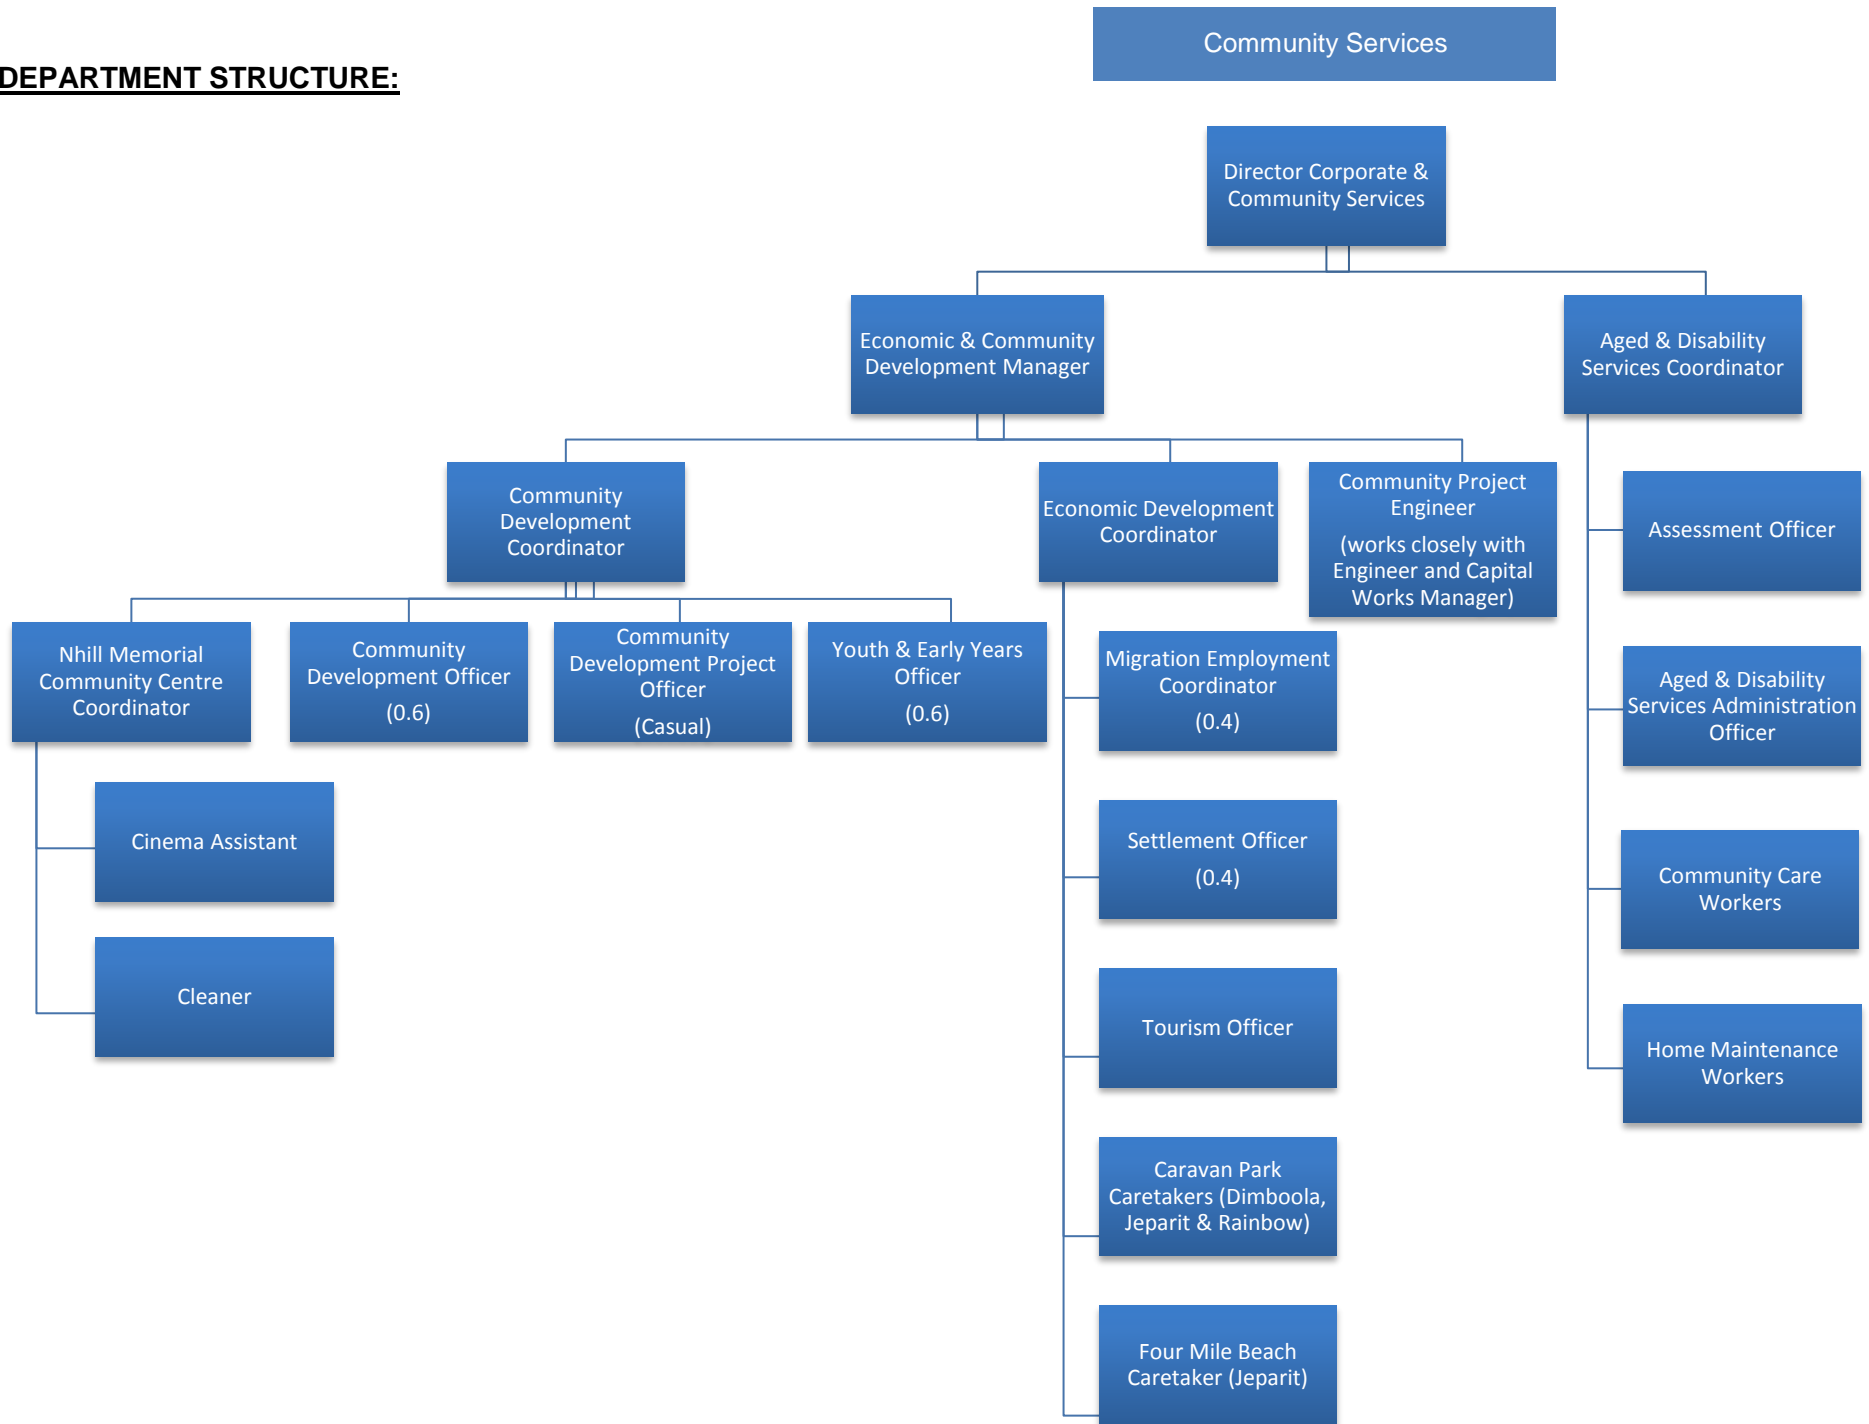 Community Services
DEPARTMENT STRUCTURE:
Director Corporate &
Community Services
Economic & Community
Development Manager
Aged & Disability
Services Coordinator
Community
Development
Coordinator
Economic Development
Coordinator
Community Project
Engineer
(works closely with
Engineer and Capital
Works Manager)
Assessment Officer
Nhill Memorial
Community Centre
Coordinator
Community
Development Officer
(0.6)
Community
Development Project
Officer
(Casual)
Youth & Early Years
Officer
(0.6)
Migration Employment
Coordinator
(0.4)
Aged & Disability
Services Administration
Officer
Cinema Assistant
Settlement Officer
(0.4)
Community Care
Workers
Cleaner
Tourism Officer
Home Maintenance
Workers
Caravan Park
Caretakers (Dimboola,
Jeparit & Rainbow)
Four Mile Beach
Caretaker (Jeparit)